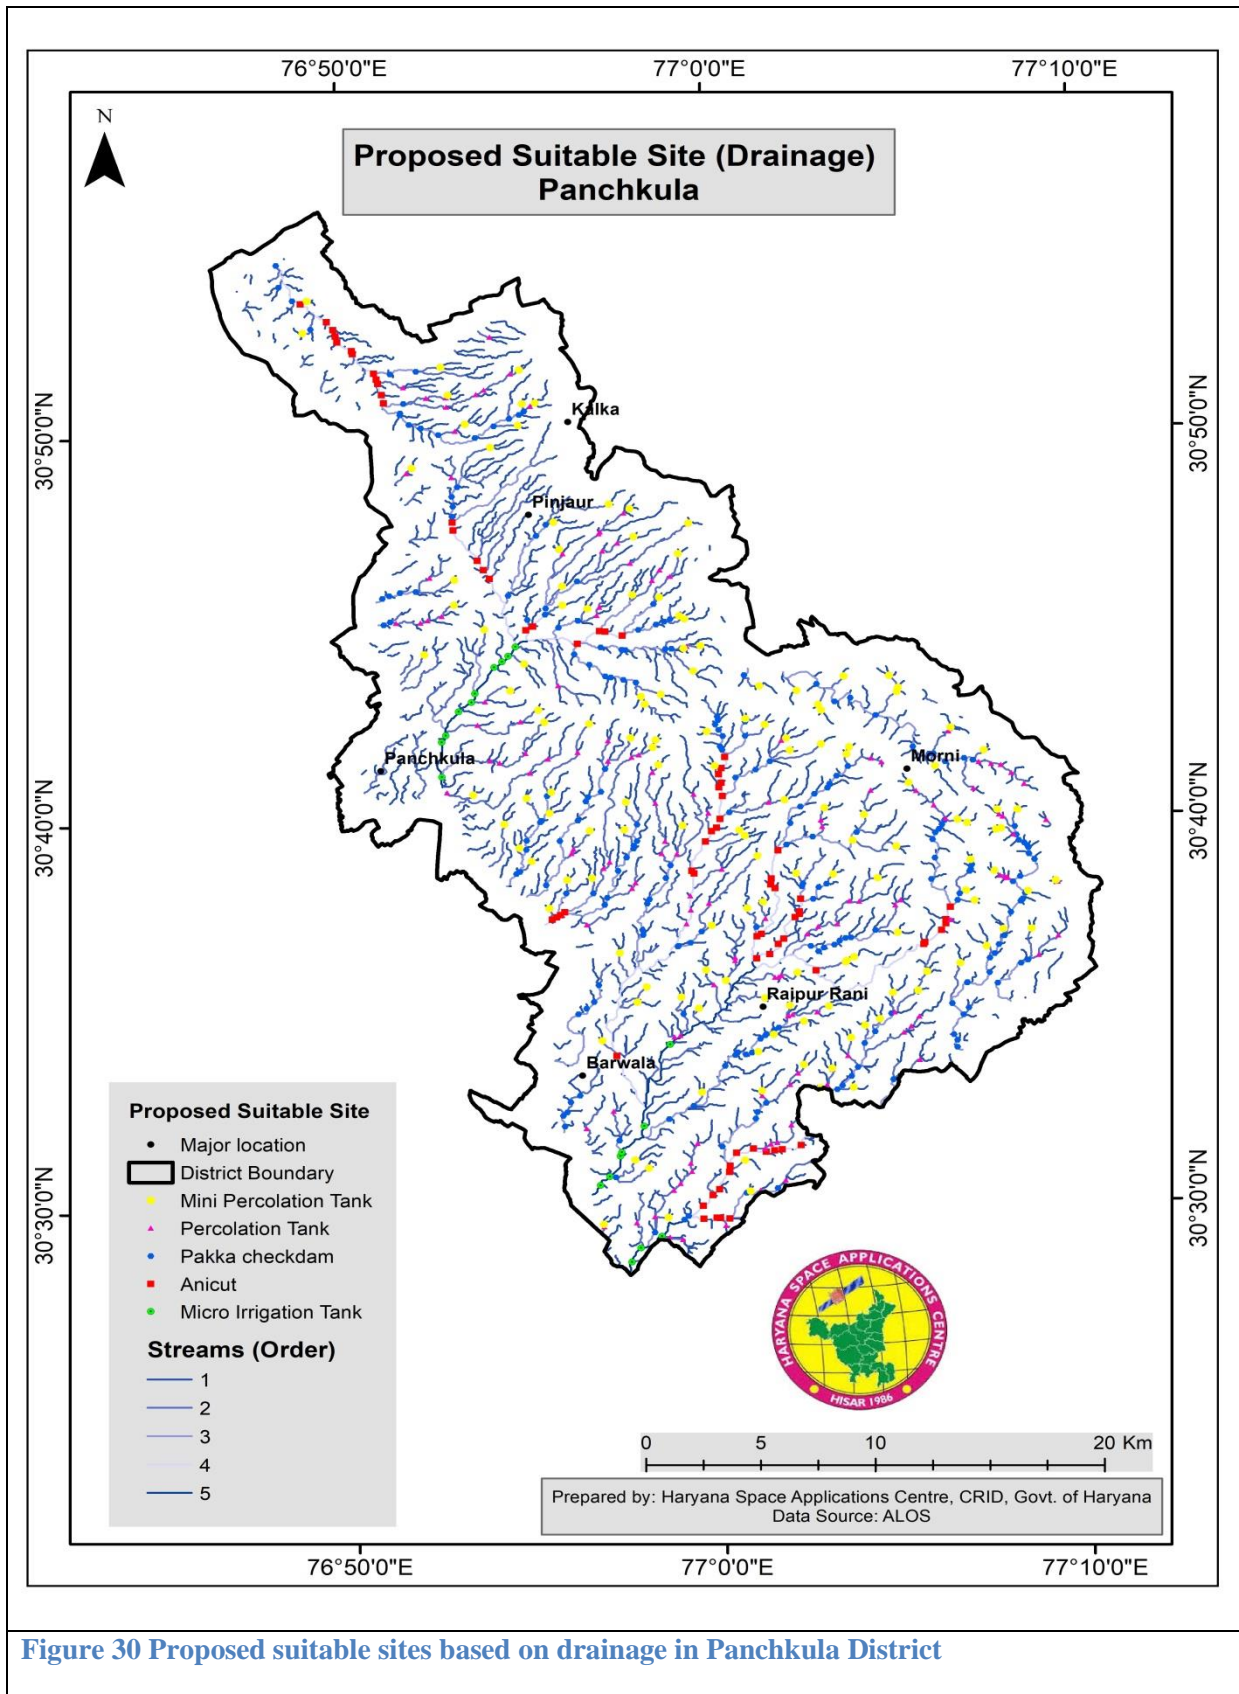 76°50'0"E 77°0'0"E 77°10'0"E
N
Proposed Suitable Site (Drainage)
Panchkula
30°50'0"N
30°50'0"N
Kalka
Pinjaur
Panchkula
Morni
30°40'0"N
30°40'0"N
Raipur Rani
Barwala
30°30'0"N
30°30'0"N
Proposed Suitable Site
Major location
District Boundary
Mini Percolation Tank
Percolation Tank
Pakka checkdam
Anicut
Micro Irrigation Tank
Streams (Order)
1
2
3
4
5
HARYANA SPACE APPLICATIONS CENTRE
HISAR 1986
0 5 10 20 Km
Prepared by: Haryana Space Applications Centre, CRID, Govt. of Haryana
Data Source: ALOS
76°50'0"E 77°0'0"E 77°10'0"E
Figure 30 Proposed suitable sites based on drainage in Panchkula District